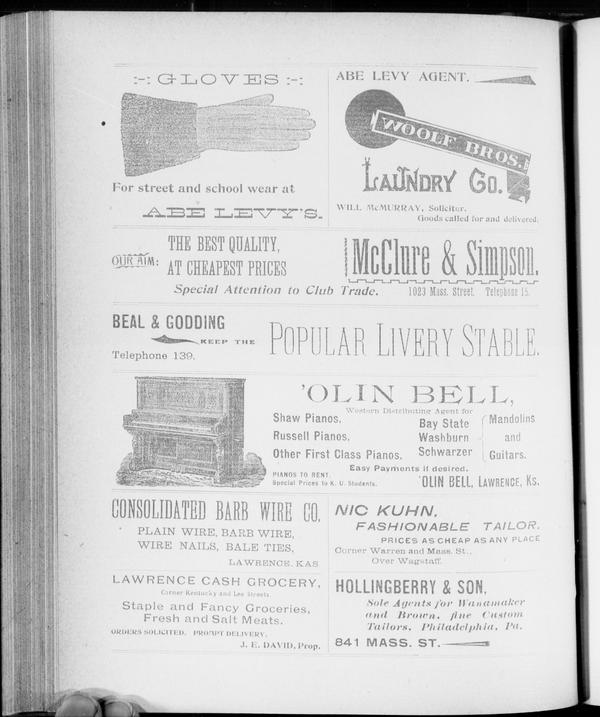 :-: GLOVES :-:
For street and school wear at
ABE LEVY'S.
ABE LEVY AGENT.
WOOLF BROS.
LAUNDRY CO.
WILL McMURRAY, Solicitor.
Goods called for and delivered.
OUR AIM:
THE BEST QUALITY,
AT CHEAPEST PRICES
McClure & Simpson.
Special Attention to Club Trade.
1023 Mass. Street. Telephone 15.
BEAL & GODDING
KEEP THE
Telephone 139.
POPULAR LIVERY STABLE.
'OLIN BELL,
Western Distributing Agent for
Shaw Pianos,
Russell Pianos,
Other First Class Pianos,
Bay State
Washburn
Schwarzer
Mandolins
and
Guitars.
Easy Payments if desired.
PIANOS TO RENT.
Special Prices to K. U. Students.
'OLIN BELL, LAWRENCE, KS.
CONSOLIDATED BARB WIRE CO.
PLAIN WIRE, BARB WIRE,
WIRE NAILS, BALE TIES,
LAWRENCE, KAS
NIC KUHN,
FASHIONABLE TAILOR.
PRICES AS CHEAP AS ANY PLACE
Corner Warren and Mass. St.,
Over Wagstaff.
LAWRENCE CASH GROCERY,
Corner Kentucky and Lee Streets.
Staple and Fancy Groceries,
Fresh and Salt Meats.
ORDERS SOLICITED. PROMPT DELIVERY.
J. E. DAVID, Prop.
HOLLINGBERRY & SON,
Sole Agents for Wanamaker
and Brown, fine Custom
Tailors, Philadelphia, Pa.
841 MASS. ST.